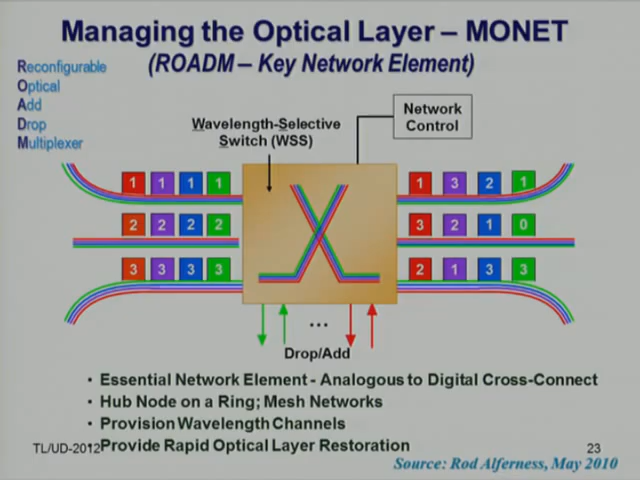 Managing the Optical Layer – MONET
(ROADM – Key Network Element)
Reconfigurable
Optical
Add
Drop
Multiplexer
Wavelength-Selective
Switch (WSS)
Network
Control
1 1 1 1
1 3 2 1
2 2 2 2
3 2 1 0
3 3 3 3
2 1 3 3
...
Drop/Add
· Essential Network Element - Analogous to Digital Cross-Connect
· Hub Node on a Ring; Mesh Networks
· Provision Wavelength Channels
· Provide Rapid Optical Layer Restoration
TL/UD-2012
23
Source: Rod Alferness, May 2010